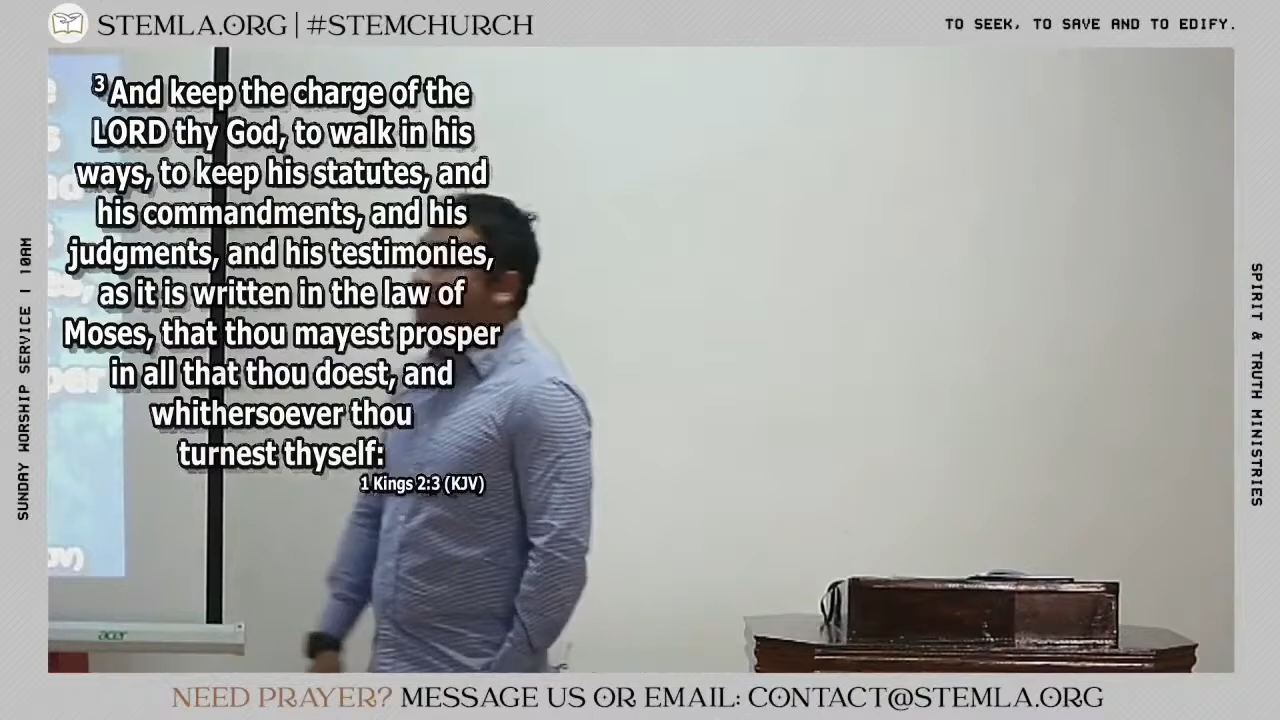 STEMLA.ORG | #STEMCHURCH
TO SEEK, TO SAVE AND TO EDIFY.
3 And keep the charge of the
LORD thy God, to walk in his
ways, to keep his statutes, and
his commandments, and his
judgments, and his testimonies,
as it is written in the law of
Moses, that thou mayest prosper
in all that thou doest, and
whithersoever thou
turnest thyself:
1 Kings 2:3 (KJV)
SUNDAY WORSHIP SERVICE | 10AM
SPIRIT & TRUTH MINISTRIES
acer
NEED PRAYER? MESSAGE US OR EMAIL: CONTACT@STEMLA.ORG